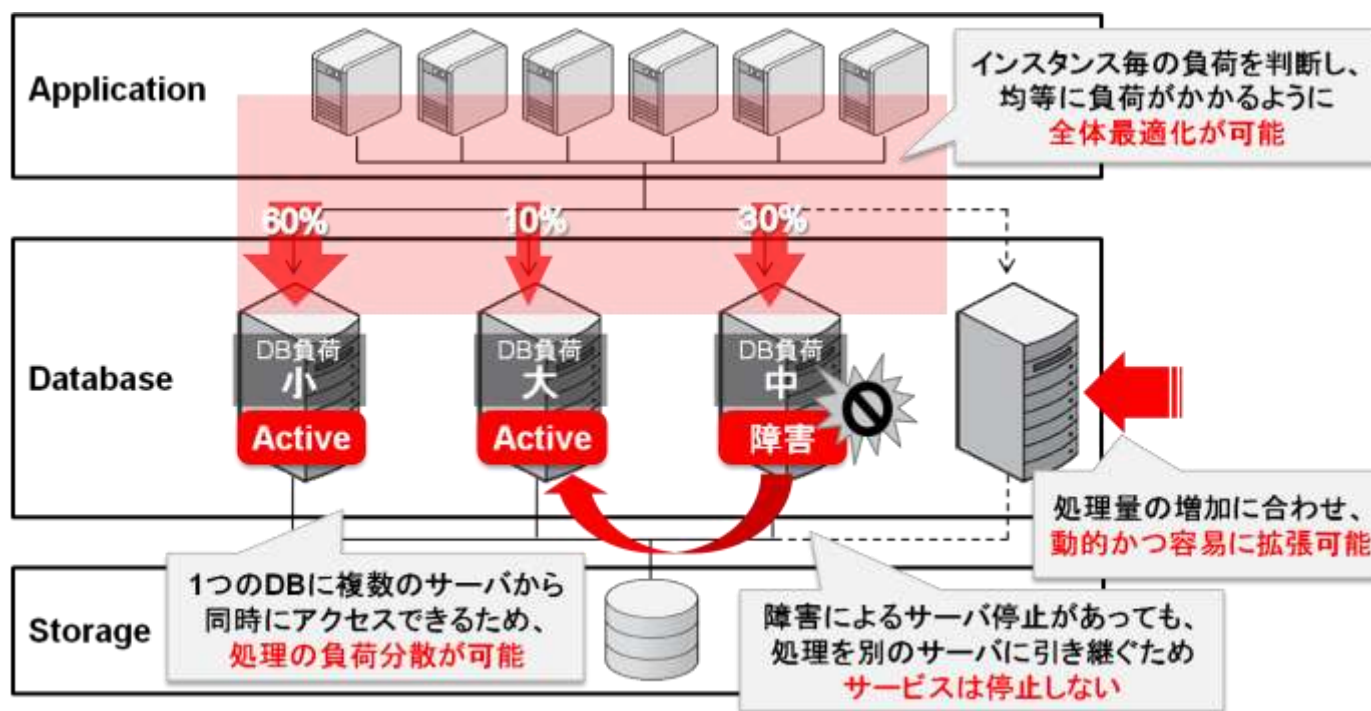 Application
インスタンス毎の負荷を判断し、
均等に負荷がかかるように
全体最適化が可能
60%
10%
30%
Database
DB負荷
小
Active
DB負荷
大
Active
DB負荷
中
障害
処理量の増加に合わせ、
動的かつ容易に拡張可能
Storage
1つのDBに複数のサーバから
同時にアクセスできるため、
処理の負荷分散が可能
障害によるサーバ停止があっても、
処理を別のサーバに引き継ぐため
サービスは停止しない